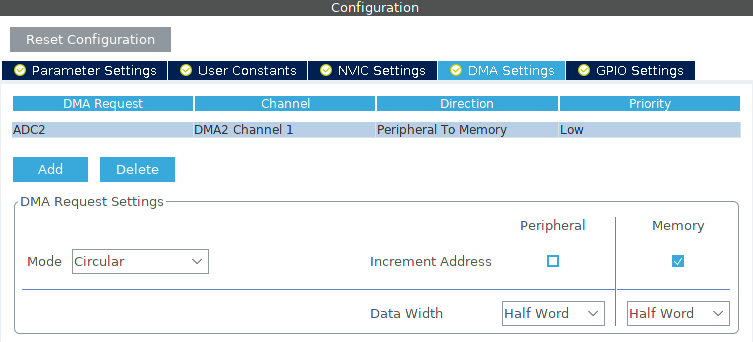 Configuration
Reset Configuration
Parameter Settings User Constants NVIC Settings DMA Settings GPIO Settings
DMA Request Channel Direction Priority
ADC2 DMA2 Channel 1 Peripheral To Memory Low
Add Delete
DMA Request Settings
Peripheral Memory
Mode Circular Increment Address
Data Width Half Word Half Word